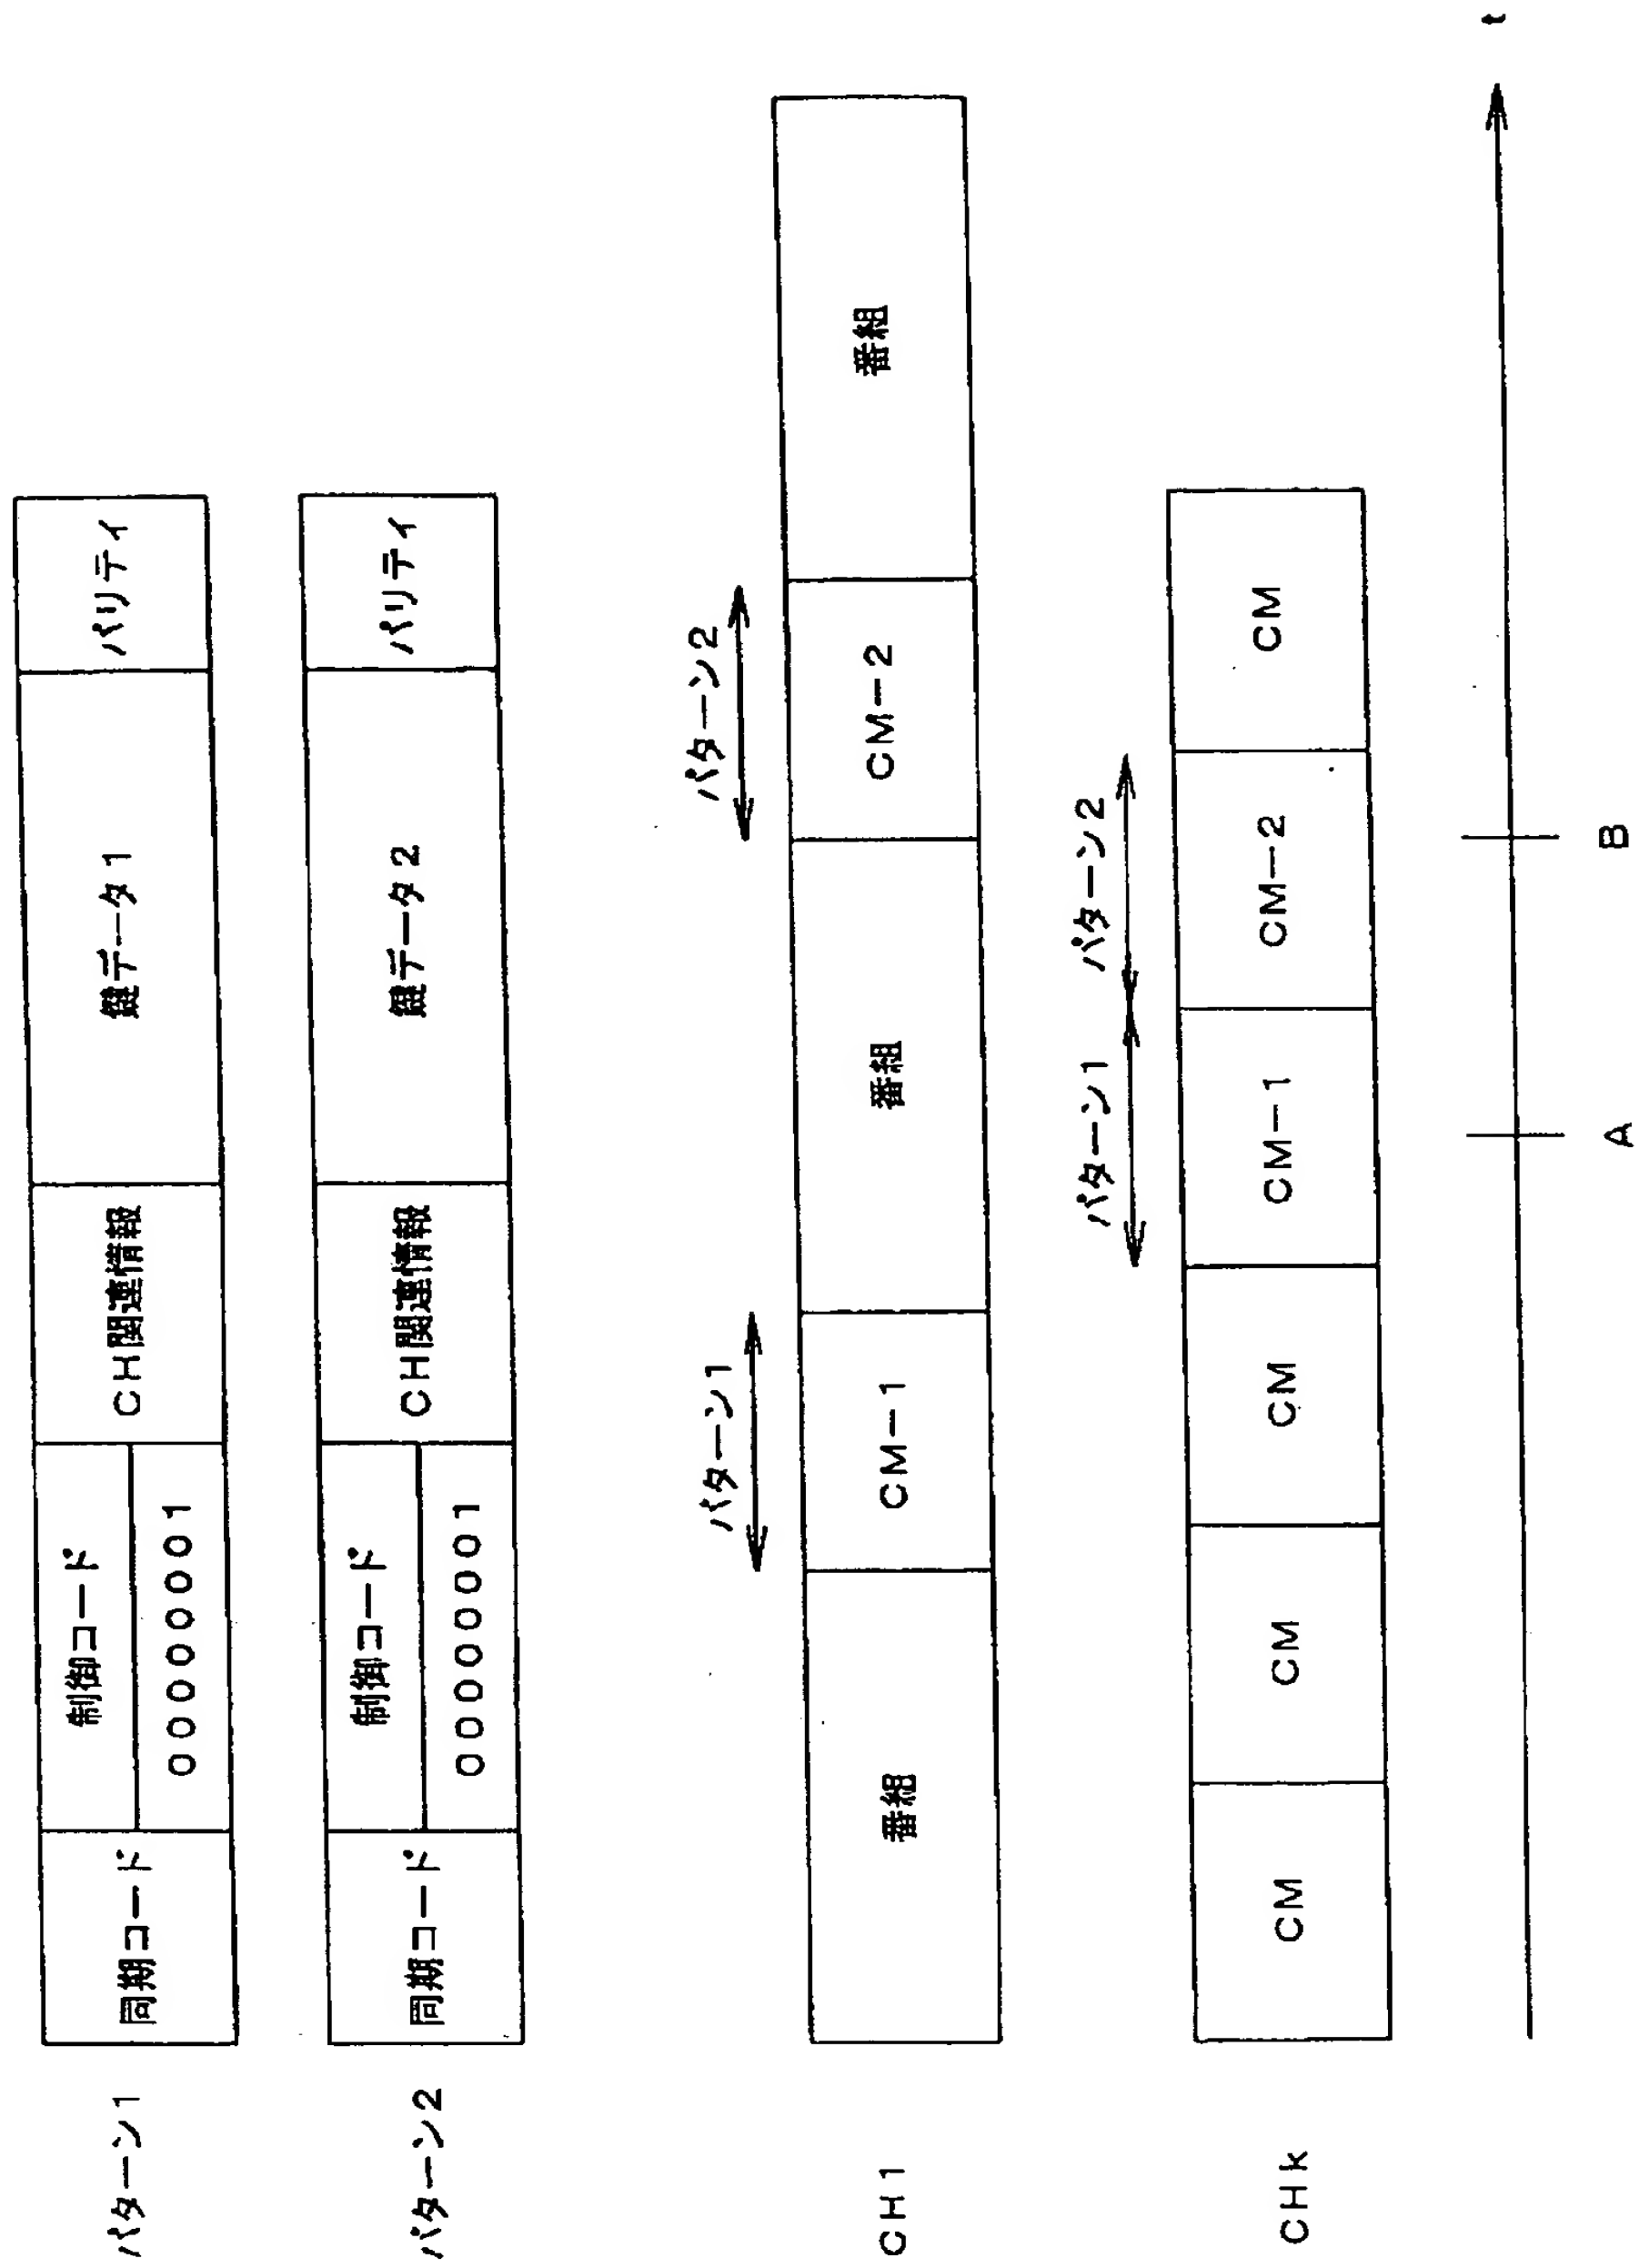 パターン1
同期コード
制御コード
00000001
CH関連情報
鍵データ1
パリティ
パターン2
同期コード
制御コード
00000001
CH関連情報
鍵データ2
パリティ
パターン1
パターン2
CH1
番組
CM-1
番組
CM-2
番組
パターン1
パターン2
CHk
CM
CM
CM
CM-1
CM-2
CM
t
A
B